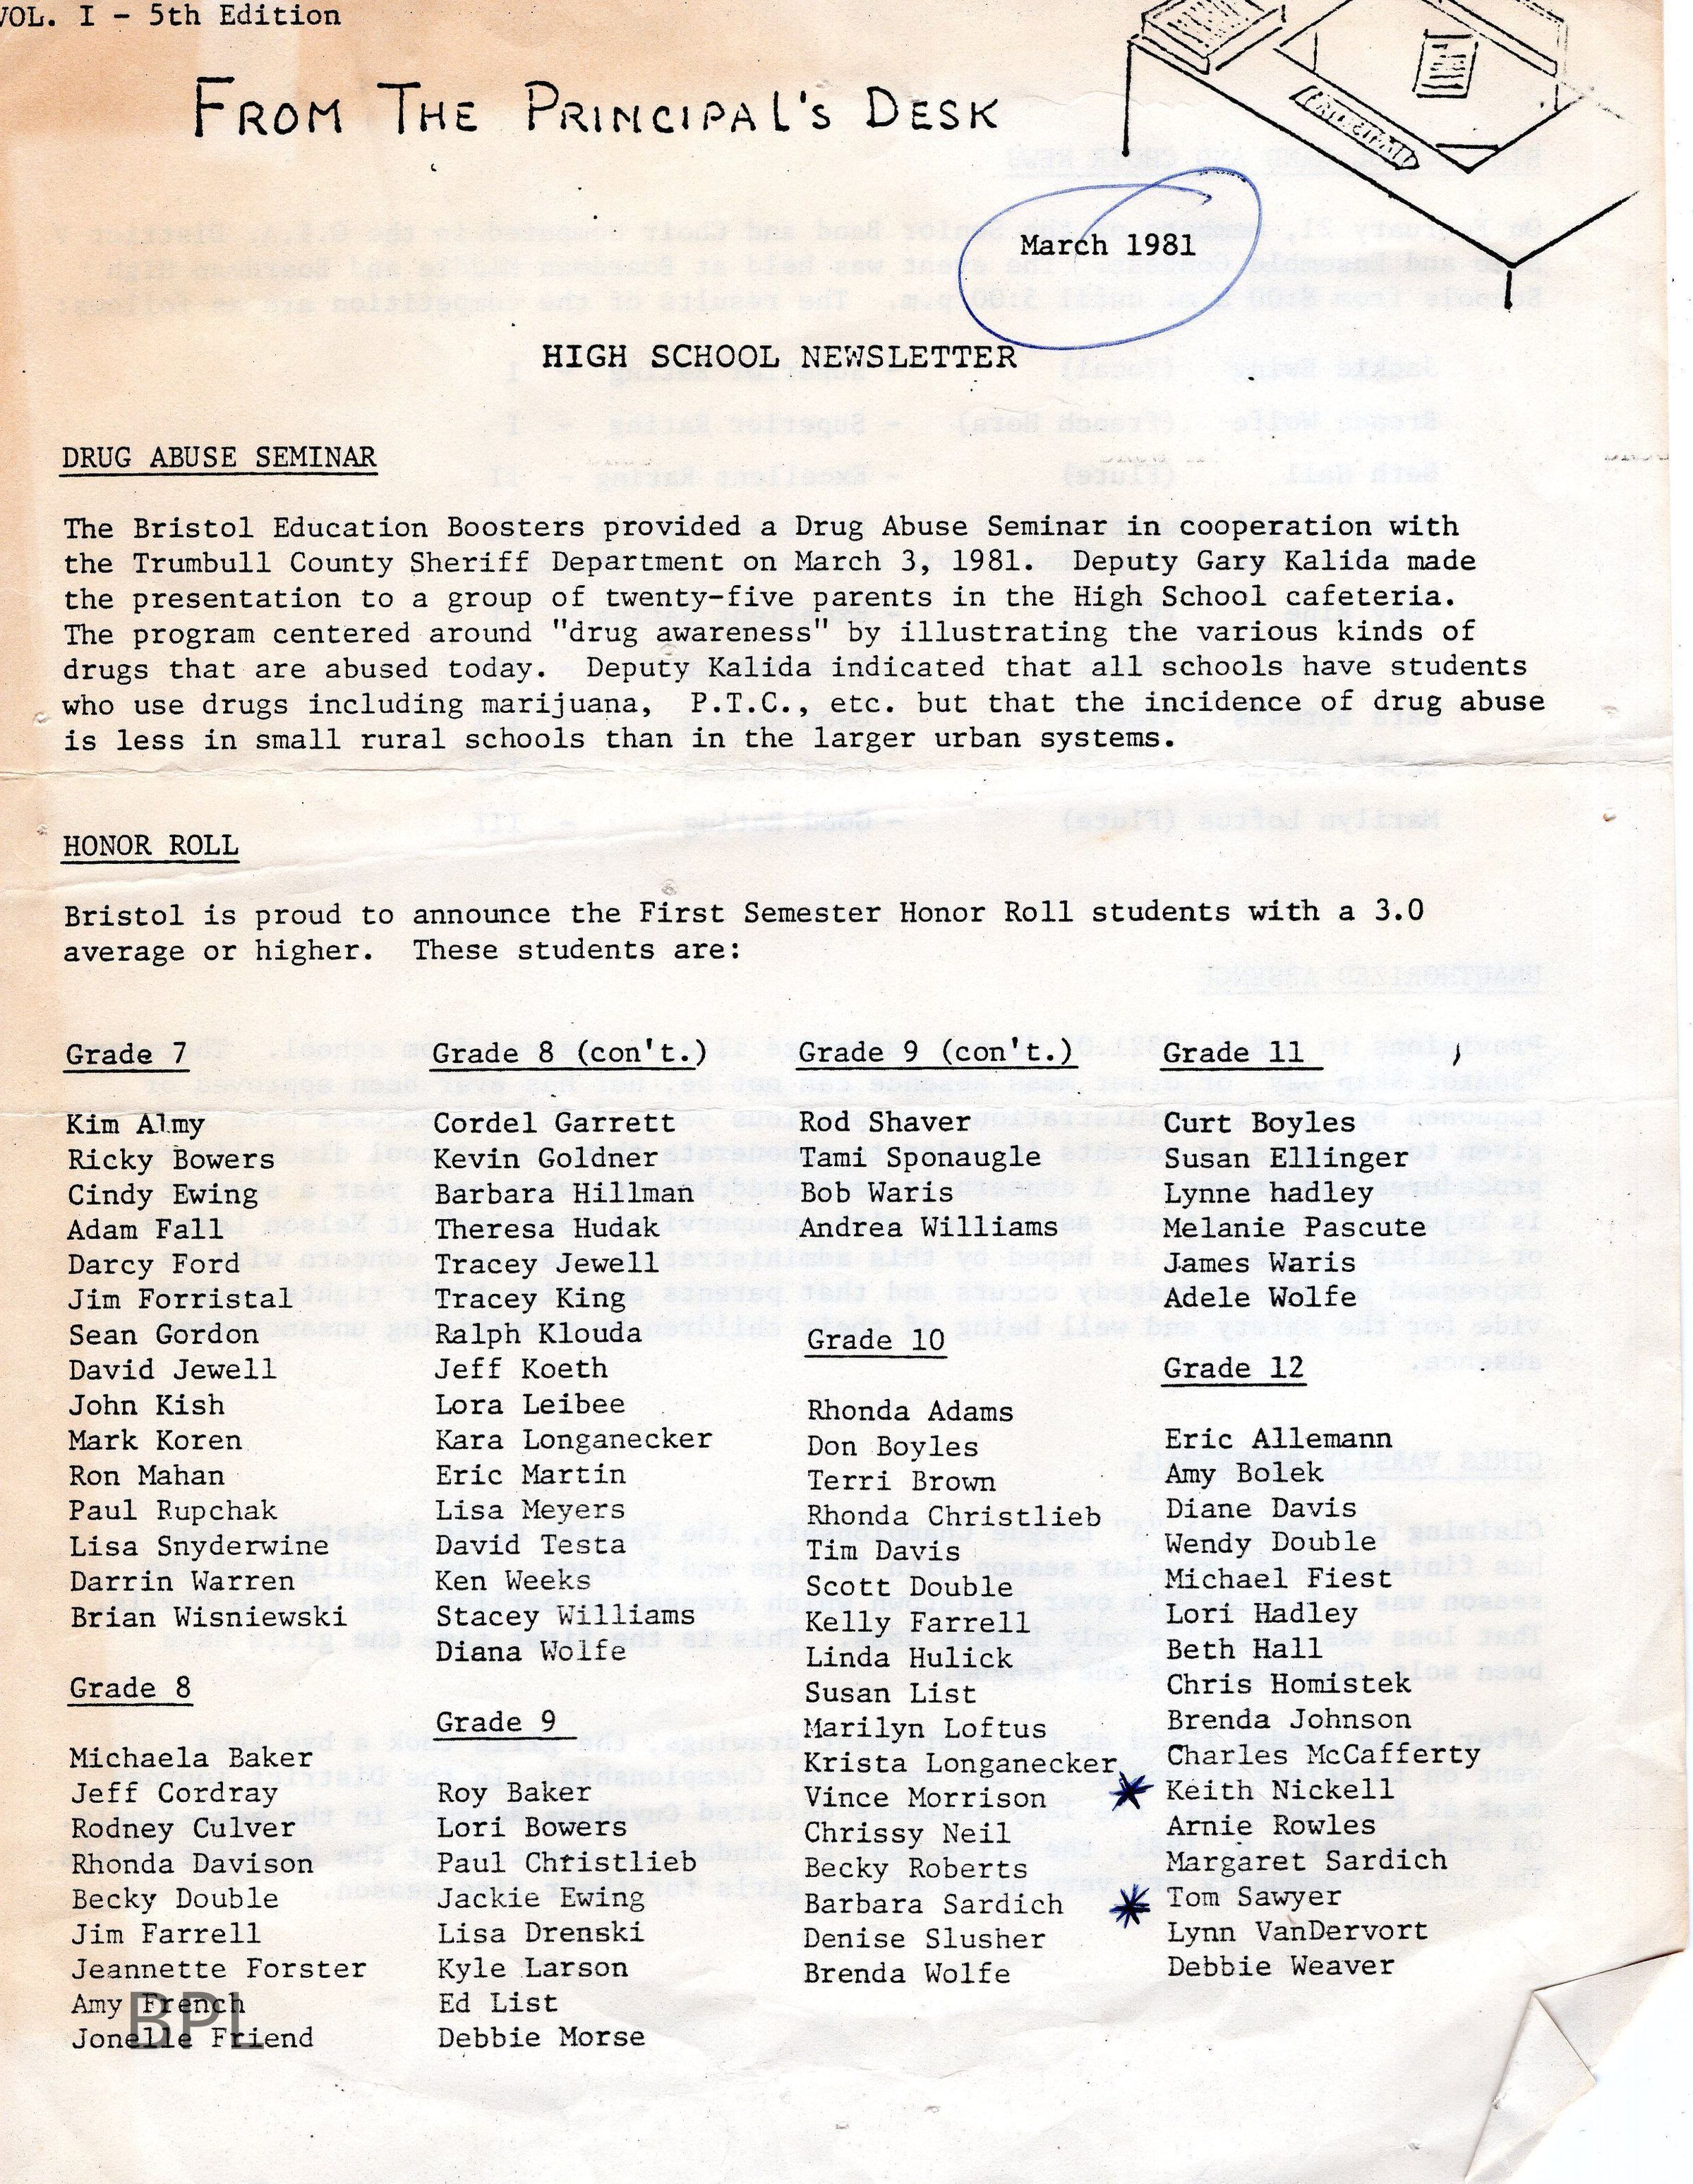 VOL. I - 5th Edition
FROM THE PRINCIPAL'S DESK
PRINCIPAL
March 1981
HIGH SCHOOL NEWSLETTER
DRUG ABUSE SEMINAR
The Bristol Education Boosters provided a Drug Abuse Seminar in cooperation with
the Trumbull County Sheriff Department on March 3, 1981. Deputy Gary Kalida made
the presentation to a group of twenty-five parents in the High School cafeteria.
The program centered around "drug awareness" by illustrating the various kinds of
drugs that are abused today. Deputy Kalida indicated that all schools have students
who use drugs including marijuana, P.T.C., etc. but that the incidence of drug abuse
is less in small rural schools than in the larger urban systems.
HONOR ROLL
Bristol is proud to announce the First Semester Honor Roll students with a 3.0
average or higher. These students are:
Grade 7
Kim Almy
Ricky Bowers
Cindy Ewing
Adam Fall
Darcy Ford
Jim Forristal
Sean Gordon
David Jewell
John Kish
Mark Koren
Ron Mahan
Paul Rupchak
Lisa Snyderwine
Darrin Warren
Brian Wisniewski
Grade 8
Michaela Baker
Jeff Cordray
Rodney Culver
Rhonda Davison
Becky Double
Jim Farrell
Jeannette Forster
Amy French
Jonelle Friend
Grade 8 (con't.)
Cordel Garrett
Kevin Goldner
Barbara Hillman
Theresa Hudak
Tracey Jewell
Tracey King
Ralph Klouda
Jeff Koeth
Lora Leibee
Kara Longanecker
Eric Martin
Lisa Meyers
David Testa
Ken Weeks
Stacey Williams
Diana Wolfe
Grade 9
Roy Baker
Lori Bowers
Paul Christlieb
Jackie Ewing
Lisa Drenski
Kyle Larson
Ed List
Debbie Morse
Grade 9 (con't.)
Rod Shaver
Tami Sponaugle
Bob Waris
Andrea Williams
Grade 10
Rhonda Adams
Don Boyles
Terri Brown
Rhonda Christlieb
Tim Davis
Scott Double
Kelly Farrell
Linda Hulick
Susan List
Marilyn Loftus
Krista Longanecker
Vince Morrison
Chrissy Neil
Becky Roberts
Barbara Sardich
Denise Slusher
Brenda Wolfe
Grade 11
Curt Boyles
Susan Ellinger
Lynne hadley
Melanie Pascute
James Waris
Adele Wolfe
Grade 12
Eric Allemann
Amy Bolek
Diane Davis
Wendy Double
Michael Fiest
Lori Hadley
Beth Hall
Chris Homistek
Brenda Johnson
Charles McCafferty
Keith Nickell
Arnie Rowles
Margaret Sardich
Tom Sawyer
Lynn VanDervort
Debbie Weaver
BPL